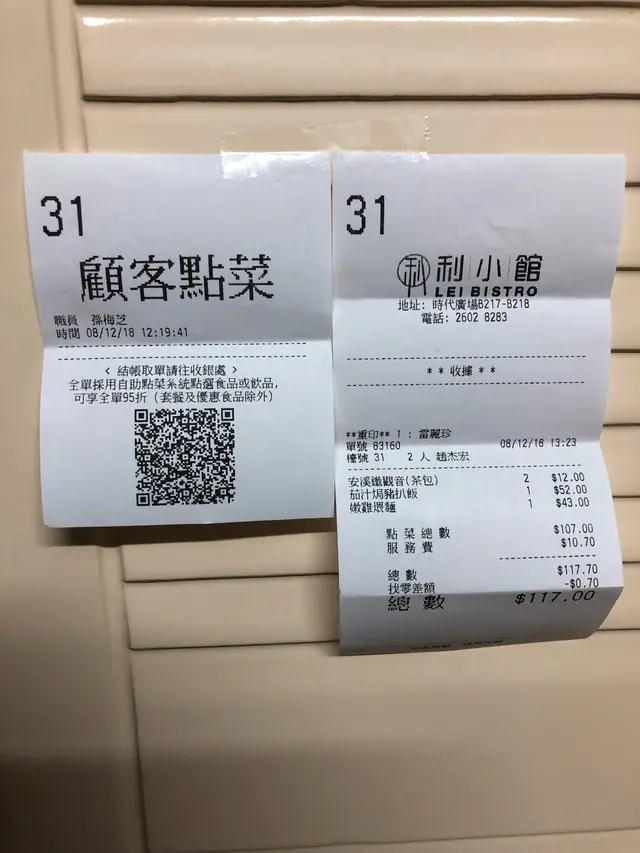 31
顧客點菜
職員 孫梅芝
時間 08/12/18 12:19:41
< 結帳取單請往收銀處 >
全單採用自助點菜系統點選食品或飲品,
可享全單95折 (套餐及優惠食品除外)
31
利小館
LEI BISTRO
地址: 時代廣場B217-B218
電話: 2602 8283
** 收據 **
**重印** 1 : 雷麗珍
單號 83160 08/12/18 13:23
檯號 31 2 人 趙杰宏
安溪鐵觀音(茶包) 2 $12.00
茄汁焗豬扒飯 1 $52.00
嫩雞煨麵 1 $43.00
點菜總數 $107.00
服務費 $10.70
總數 $117.70
找零差額 -$0.70
總數 $117.00